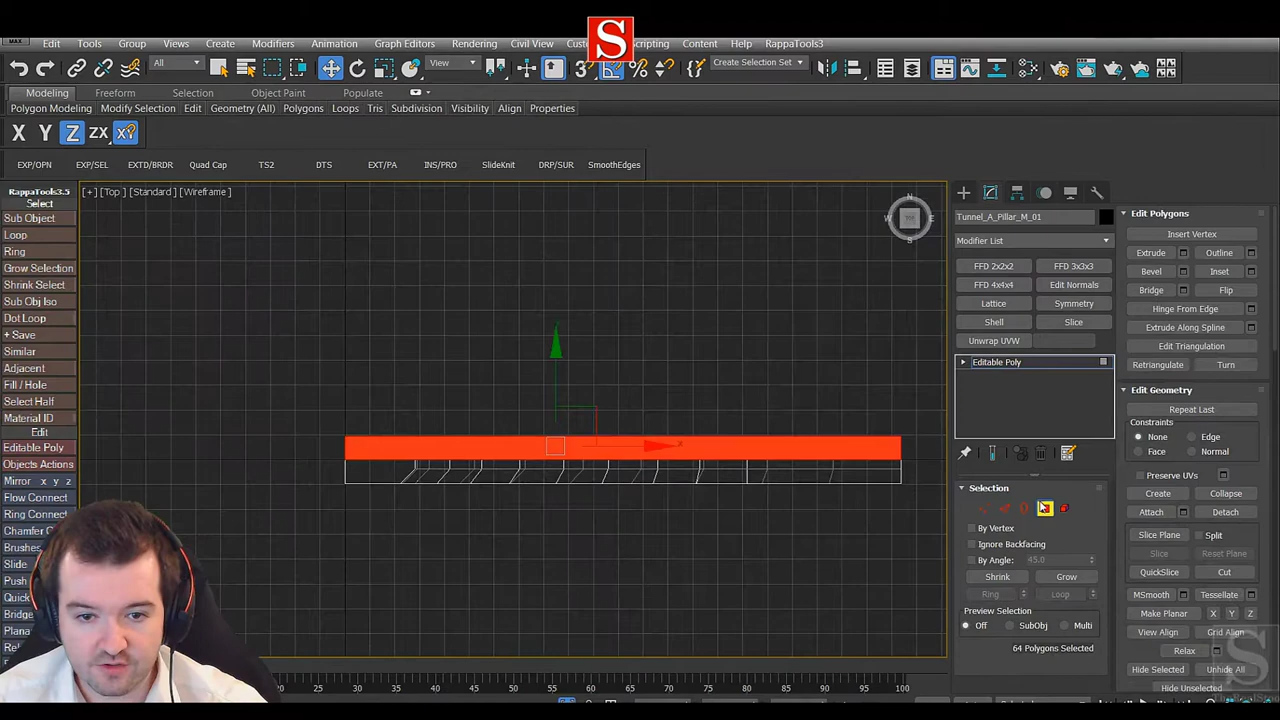 S
MAX
Edit Tools Group Views Create Modifiers Animation Graph Editors Rendering Civil View Scripting Content Help RappaTools3
All View Create Selection Set
Modeling Freeform Selection Object Paint Populate
Polygon Modeling Modify Selection Edit Geometry (All) Polygons Loops Tris Subdivision Visibility Align Properties
X Y Z ZX XY
EXP/OPN EXP/SEL EXTD/BRDR Quad Cap TS2 DTS EXT/PA INS/PRO SlideKnit DRP/SUR SmoothEdges
RappaTools3.5
Select
Sub Object
Loop
Ring
Grow Selection
Shrink Select
Sub Obj Iso
Dot Loop
+ Save
Similar
Adjacent
Fill / Hole
Select Half
Material ID
Edit
Editable Poly
Objects Actions
Mirror x y z
Flow Connect
Ring Connect
Chamfer
Brushes
Slide
Push
Quick
Bridge
Plana
[+] [Top ] [Standard ] [Wireframe ]
N
W
TOP
E
S
x
25 30 35 40 45 50 55 60 65 70 75 80 85 90 95 100
Tunnel_A_Pillar_M_01
Modifier List
FFD 2x2x2 FFD 3x3x3
FFD 4x4x4 Edit Normals
Lattice Symmetry
Shell Slice
Unwrap UVW
Editable Poly
Selection
By Vertex
Ignore Backfacing
By Angle: 45.0
Shrink Grow
Ring Loop
Preview Selection
Off SubObj Multi
64 Polygons Selected
Edit Polygons
Insert Vertex
Extrude Outline
Bevel Inset
Bridge Flip
Hinge From Edge
Extrude Along Spline
Edit Triangulation
Retriangulate Turn
Edit Geometry
Repeat Last
Constraints
None Edge
Face Normal
Preserve UVs
Create Collapse
Attach Detach
Slice Plane Split
Slice Reset Plane
QuickSlice Cut
MSmooth Tessellate
Make Planar X Y Z
View Align Grid Align
Relax
Hide Selected Unhide All
Hide Unselected